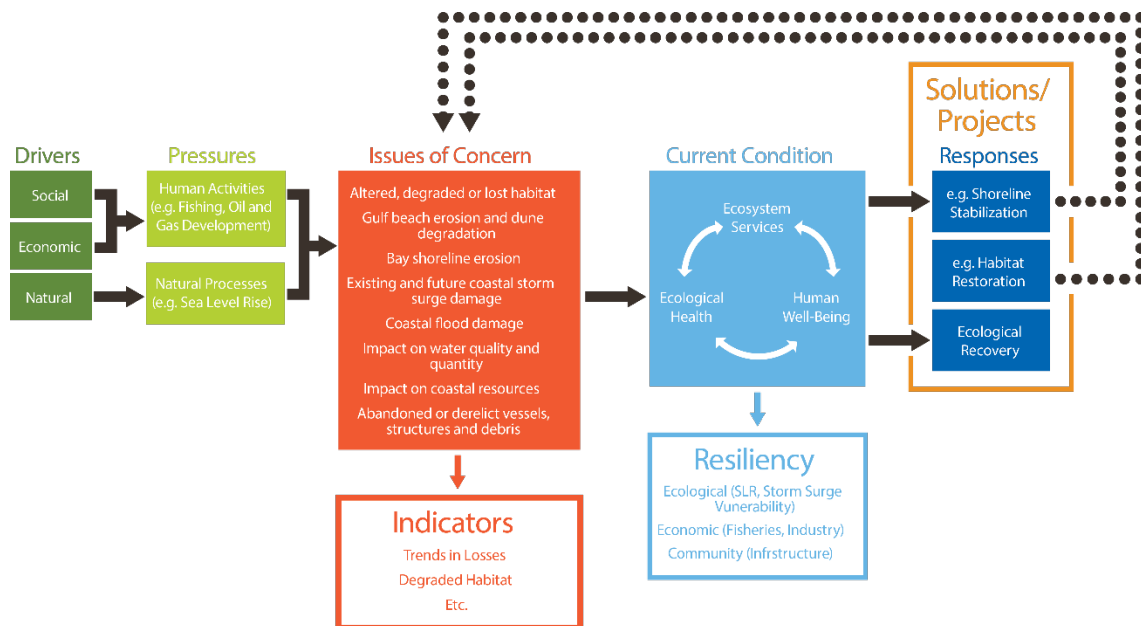 Drivers
Social
Economic
Natural
Pressures
Human Activities
(e.g. Fishing, Oil and
Gas Development)
Natural Processes
(e.g. Sea Level Rise)
Issues of Concern
Altered, degraded or lost habitat
Gulf beach erosion and dune
degradation
Bay shoreline erosion
Existing and future coastal storm
surge damage
Coastal flood damage
Impact on water quality and
quantity
Impact on coastal resources
Abandoned or derelict vessels,
structures and debris
Indicators
Trends in Losses
Degraded Habitat
Etc.
Current Condition
Ecosystem
Services
Ecological
Health
Human
Well-Being
Resiliency
Ecological (SLR, Storm Surge
Vunerability)
Economic (Fisheries, Industry)
Community (Infrstructure)
Solutions/
Projects
Responses
e.g. Shoreline
Stabilization
e.g. Habitat
Restoration
Ecological
Recovery